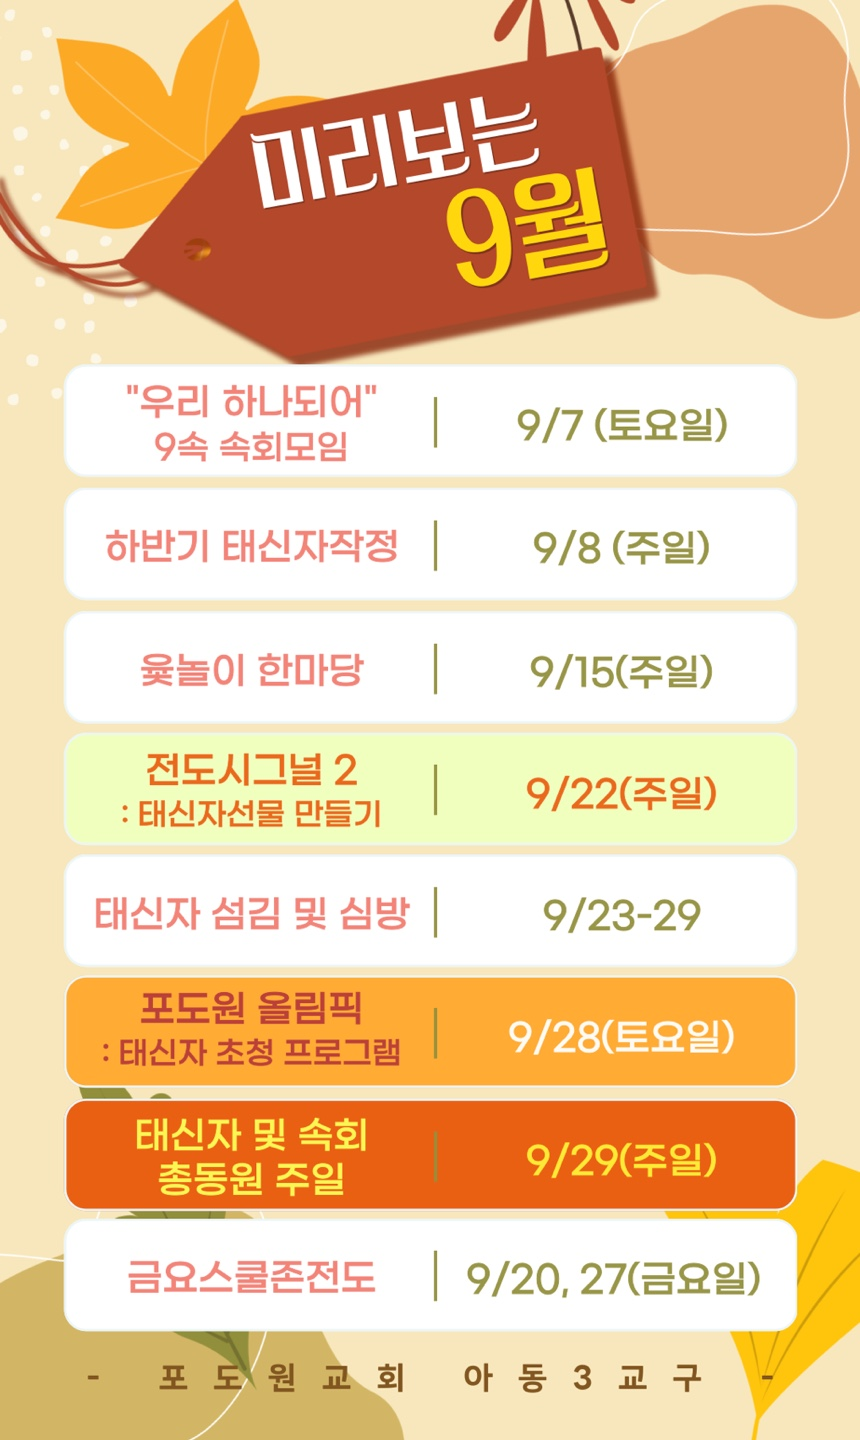 미리보는
9월
"우리 하나되어"
9속 속회모임
9/7 (토요일)
하반기 태신자작정
9/8 (주일)
윷놀이 한마당
9/15(주일)
전도시그널 2
: 태신자선물 만들기
9/22(주일)
태신자 섬김 및 심방
9/23-29
포도원 올림픽
: 태신자 초청 프로그램
9/28(토요일)
태신자 및 속회
총동원 주일
9/29(주일)
금요스쿨존전도
9/20, 27(금요일)
- 포도원교회 아동3교구 -